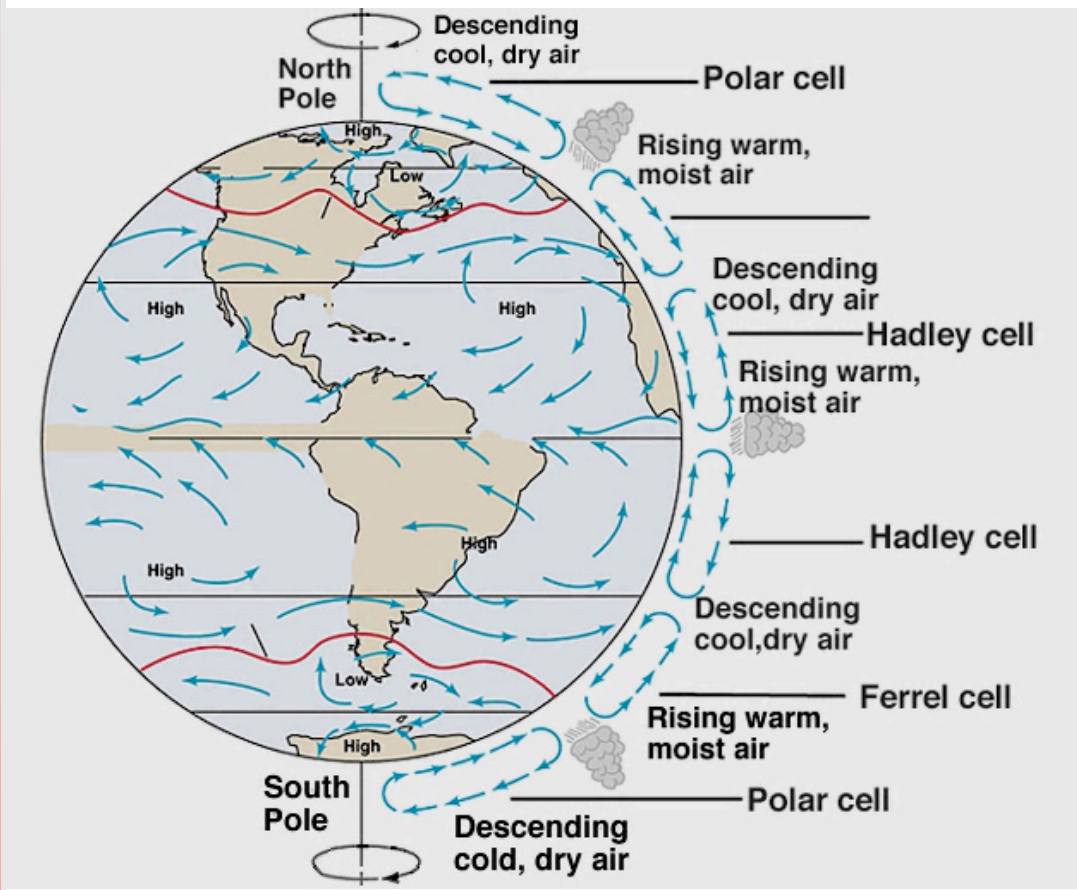 Descending
cool, dry air
North
Pole
Polar cell
High
Rising warm,
moist air
Low
Descending
cool, dry air
High
High
Hadley cell
Rising warm,
moist air
Hadley cell
High
High
Descending
cool,dry air
Low
Ferrel cell
Rising warm,
moist air
High
South
Pole
Polar cell
Descending
cold, dry air